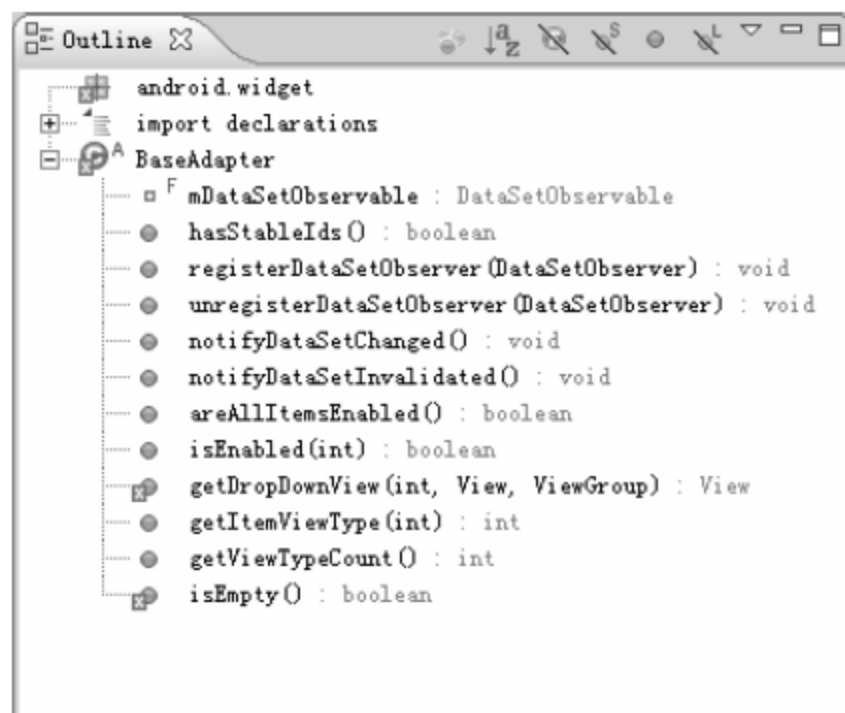 Outline
android.widget
import declarations
BaseAdapter
mDataSetObservable : DataSetObservable
hasStableIds() : boolean
registerDataSetObserver(DataSetObserver) : void
unregisterDataSetObserver(DataSetObserver) : void
notifyDataSetChanged() : void
notifyDataSetInvalidated() : void
areAllItemsEnabled() : boolean
isEnabled(int) : boolean
getDropDownView(int, View, ViewGroup) : View
getItemViewType(int) : int
getViewTypeCount() : int
isEmpty() : boolean